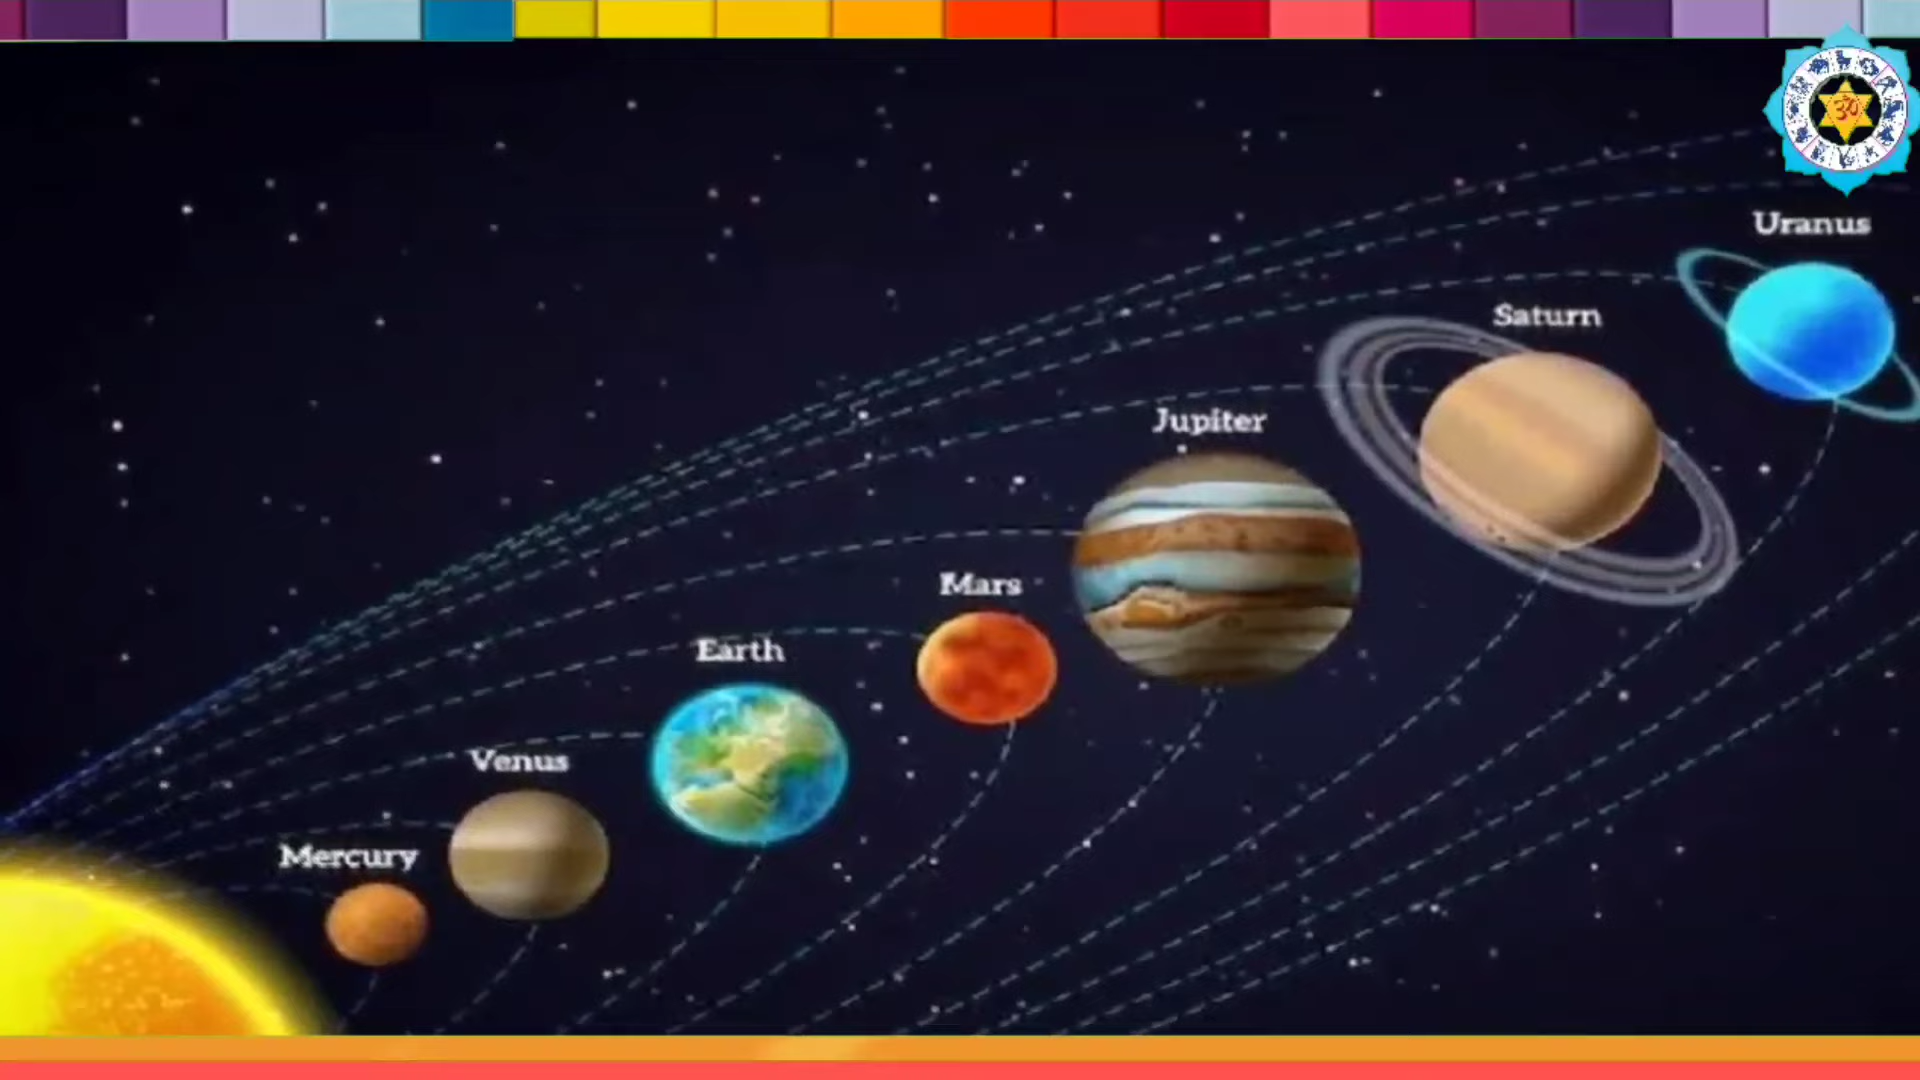 Uranus
Saturn
Jupiter
Mars
Earth
Venus
Mercury
ॐ